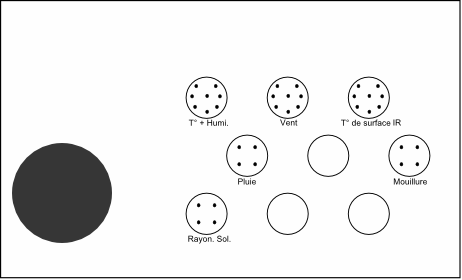 T° + Humi.
Vent
T° de surface IR
Pluie
Mouillure
Rayon. Sol.